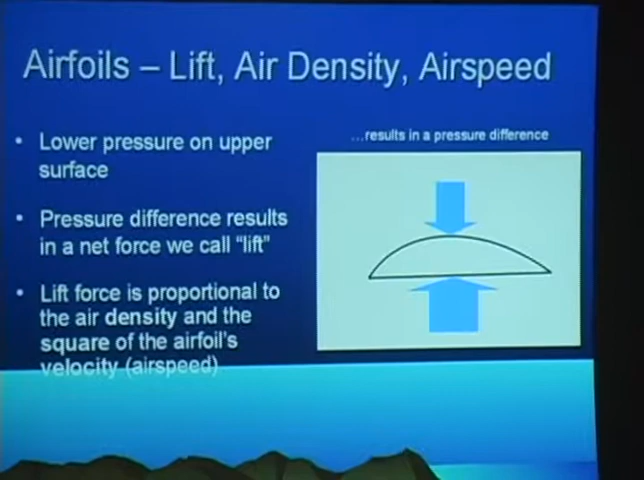 Airfoils – Lift, Air Density, Airspeed
• Lower pressure on upper
surface
…results in a pressure difference
• Pressure difference results
in a net force we call “lift”
• Lift force is proportional to
the air density and the
square of the airfoil’s
velocity (airspeed)